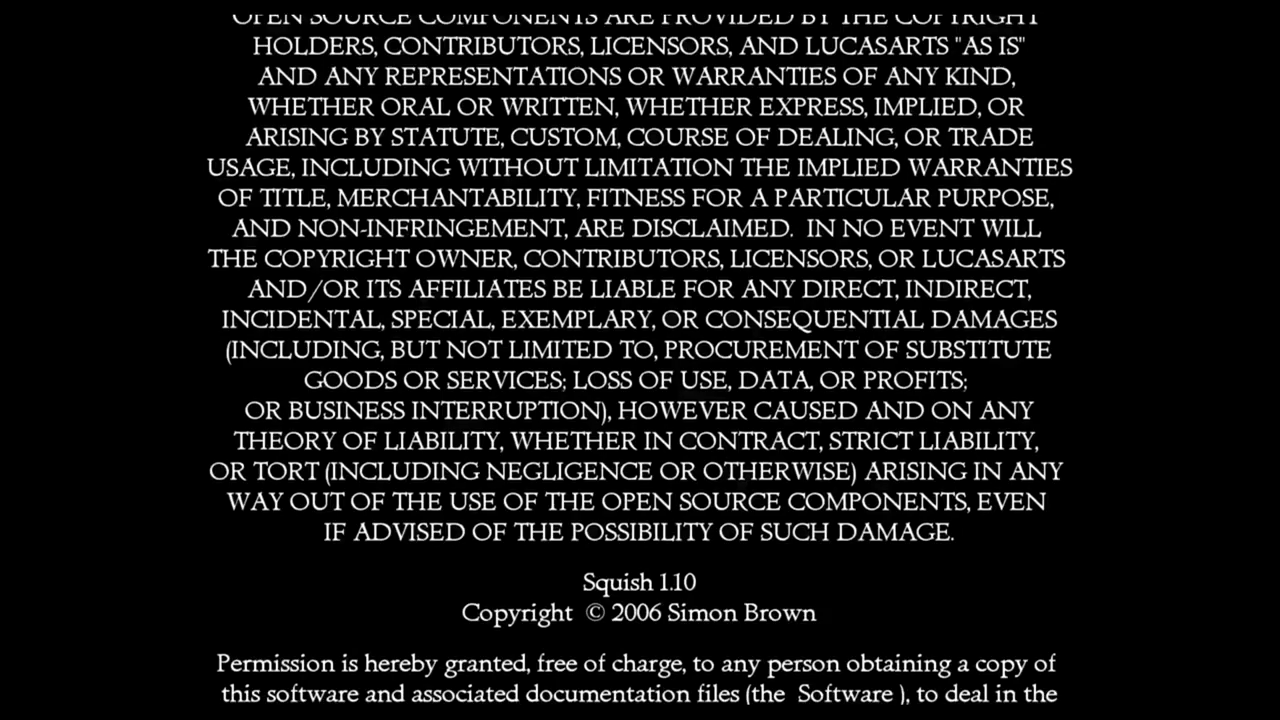 OPEN SOURCE COMPONENTS ARE PROVIDED BY THE COPYRIGHT
HOLDERS, CONTRIBUTORS, LICENSORS, AND LUCASARTS "AS IS"
AND ANY REPRESENTATIONS OR WARRANTIES OF ANY KIND,
WHETHER ORAL OR WRITTEN, WHETHER EXPRESS, IMPLIED, OR
ARISING BY STATUTE, CUSTOM, COURSE OF DEALING, OR TRADE
USAGE, INCLUDING WITHOUT LIMITATION THE IMPLIED WARRANTIES
OF TITLE, MERCHANTABILITY, FITNESS FOR A PARTICULAR PURPOSE,
AND NON-INFRINGEMENT, ARE DISCLAIMED.  IN NO EVENT WILL
THE COPYRIGHT OWNER, CONTRIBUTORS, LICENSORS, OR LUCASARTS
AND/OR ITS AFFILIATES BE LIABLE FOR ANY DIRECT, INDIRECT,
INCIDENTAL, SPECIAL, EXEMPLARY, OR CONSEQUENTIAL DAMAGES
(INCLUDING, BUT NOT LIMITED TO, PROCUREMENT OF SUBSTITUTE
GOODS OR SERVICES; LOSS OF USE, DATA, OR PROFITS;
OR BUSINESS INTERRUPTION), HOWEVER CAUSED AND ON ANY
THEORY OF LIABILITY, WHETHER IN CONTRACT, STRICT LIABILITY,
OR TORT (INCLUDING NEGLIGENCE OR OTHERWISE) ARISING IN ANY
WAY OUT OF THE USE OF THE OPEN SOURCE COMPONENTS, EVEN
IF ADVISED OF THE POSSIBILITY OF SUCH DAMAGE.
Squish 1.10
Copyright  © 2006 Simon Brown
Permission is hereby granted, free of charge, to any person obtaining a copy of
this software and associated documentation files (the  Software ), to deal in the